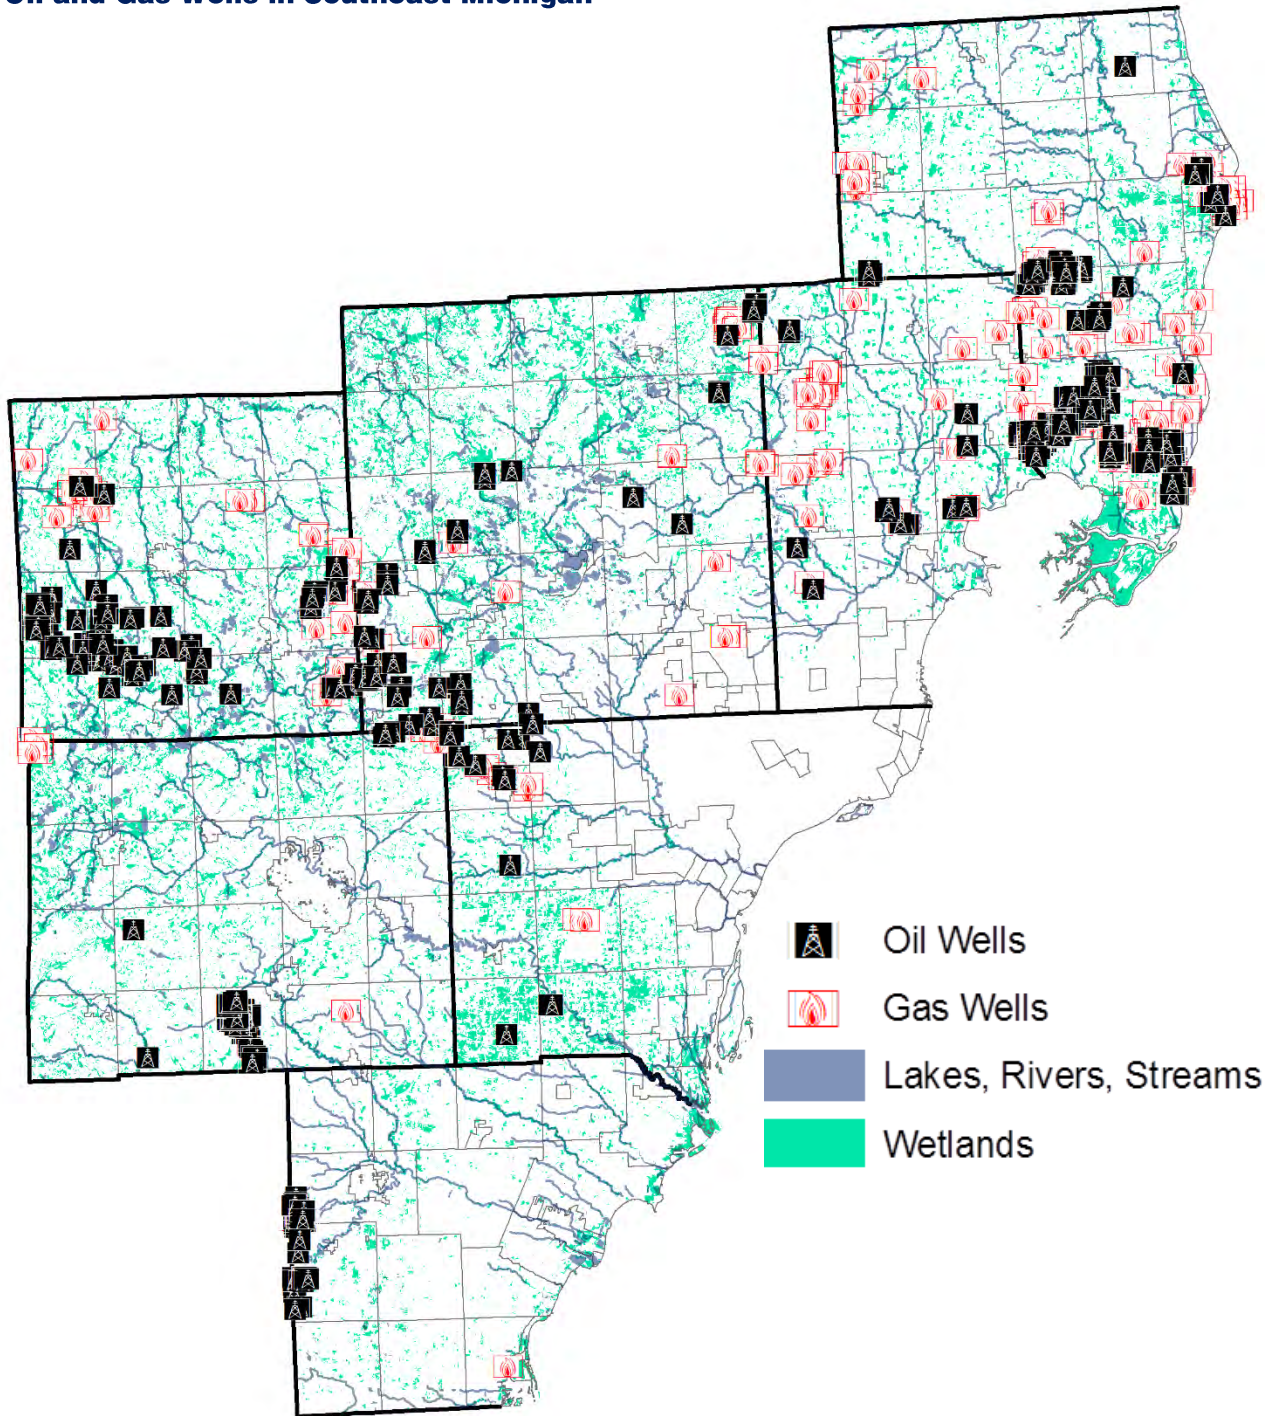 Oil and Gas Wells in Southeast Michigan
Oil Wells
Gas Wells
Lakes, Rivers, Streams
Wetlands